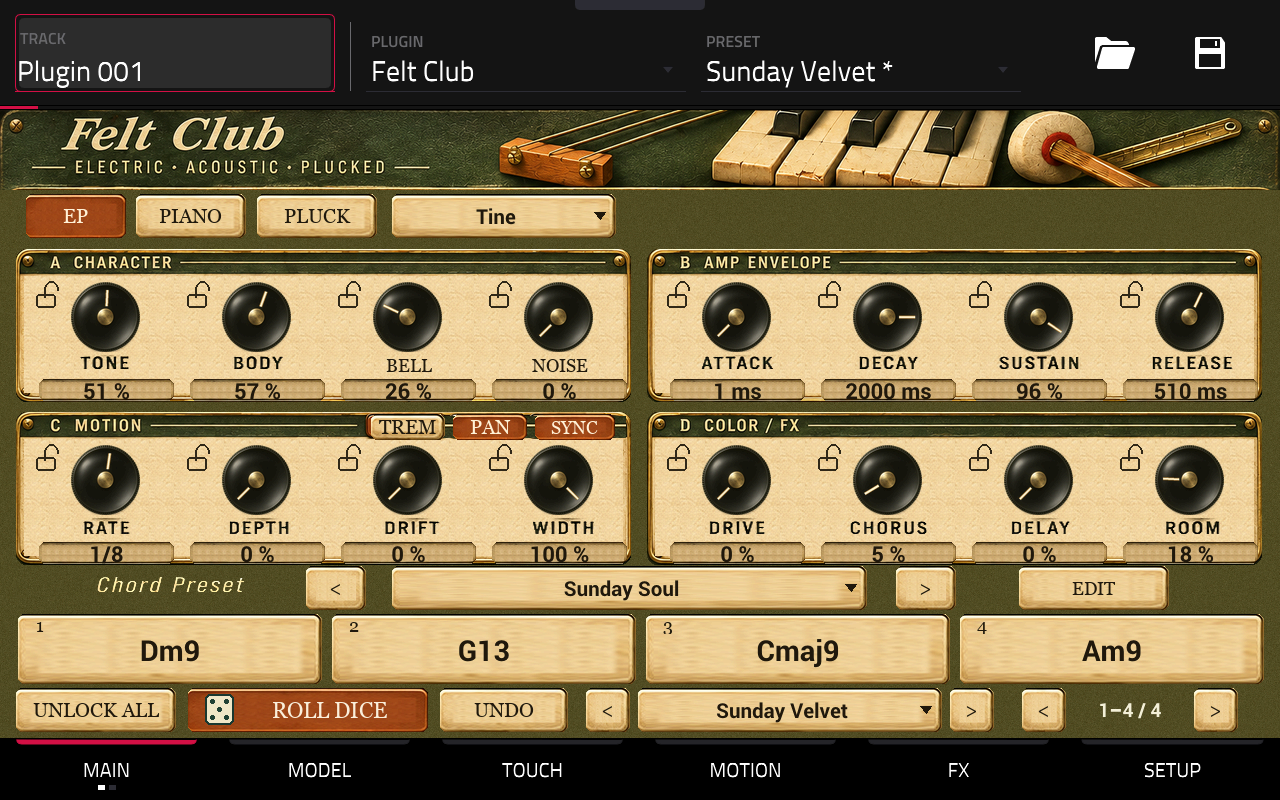 TRACK
Plugin 001
PLUGIN
Felt Club
PRESET
Sunday Velvet *
Felt Club
ELECTRIC · ACOUSTIC · PLUCKED
EP
PIANO
PLUCK
Tine
A CHARACTER
TONE
51 %
BODY
57 %
BELL
26 %
NOISE
0 %
B AMP ENVELOPE
ATTACK
1 ms
DECAY
2000 ms
SUSTAIN
96 %
RELEASE
510 ms
C MOTION
TREM
PAN
SYNC
RATE
1/8
DEPTH
0 %
DRIFT
0 %
WIDTH
100 %
D COLOR / FX
DRIVE
0 %
CHORUS
5 %
DELAY
0 %
ROOM
18 %
Chord Preset
<
Sunday Soul
>
EDIT
1
Dm9
2
G13
3
Cmaj9
4
Am9
UNLOCK ALL
ROLL DICE
UNDO
<
Sunday Velvet
>
<
1–4 / 4
>
MAIN
MODEL
TOUCH
MOTION
FX
SETUP